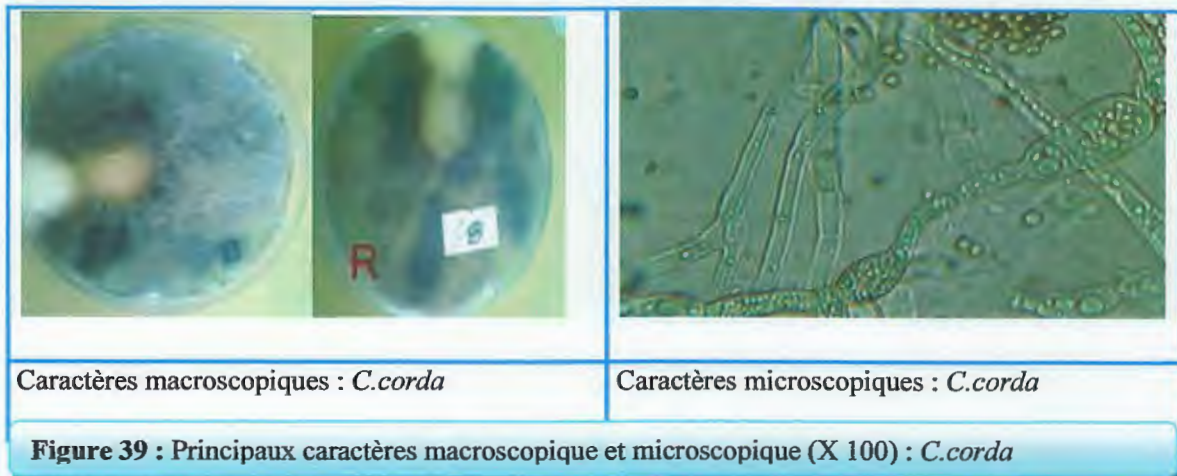 R
Caractères macroscopiques : C.corda
Caractères microscopiques : C.corda
Figure 39 : Principaux caractères macroscopique et microscopique (X 100) : C.corda